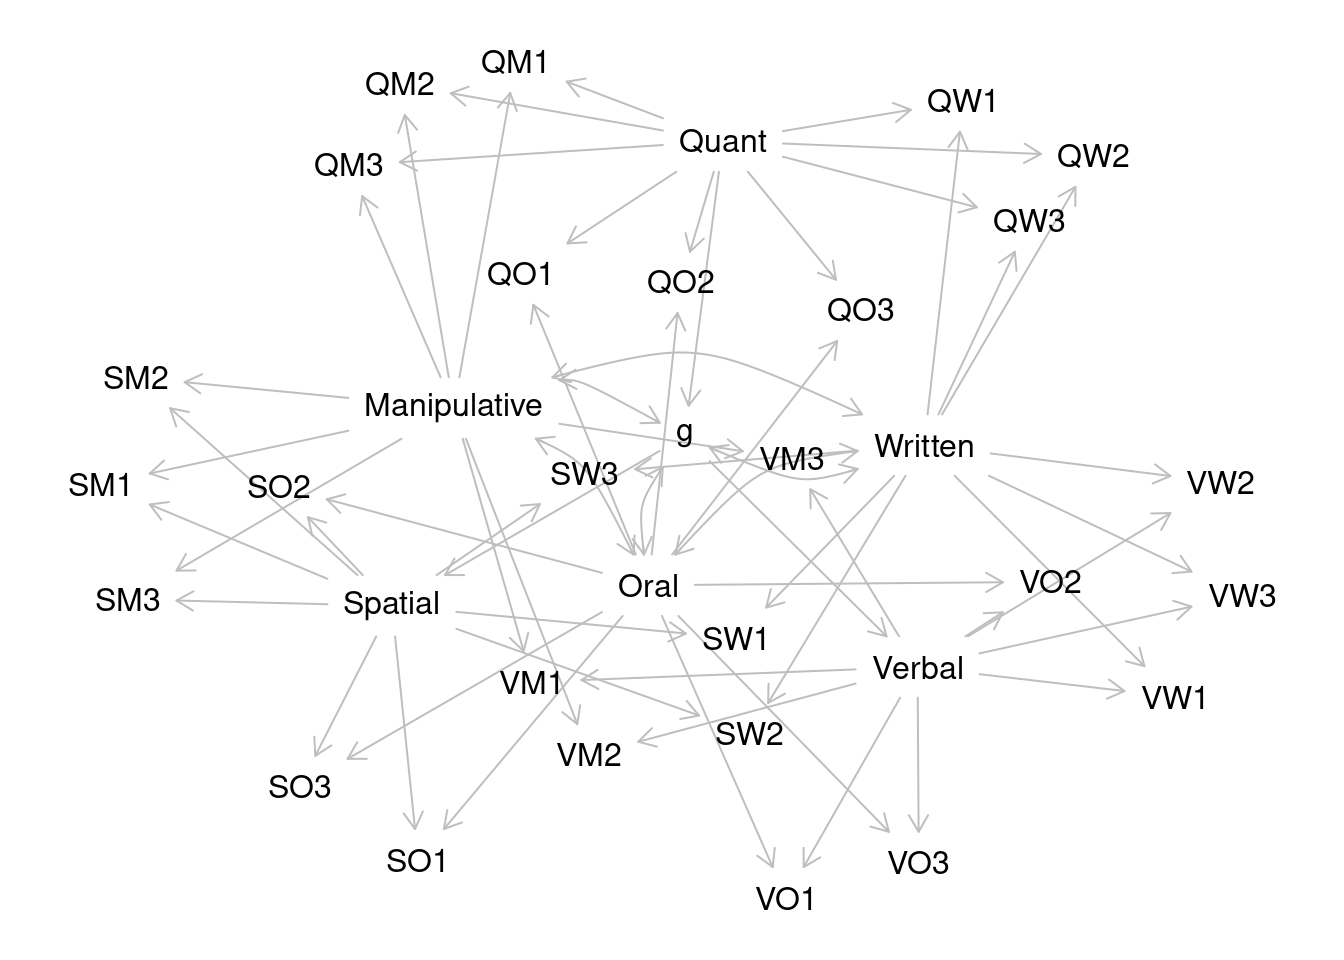 QM1
QM2
QW1
Quant
QW2
QM3
QW3
QO1
QO2
QO3
SM2
Manipulative
g
Written
VM3
SW3
SM1
SO2
VW2
VO2
Oral
VW3
SM3
Spatial
SW1
Verbal
VM1
VW1
SW2
VM2
SO3
SO1
VO3
VO1